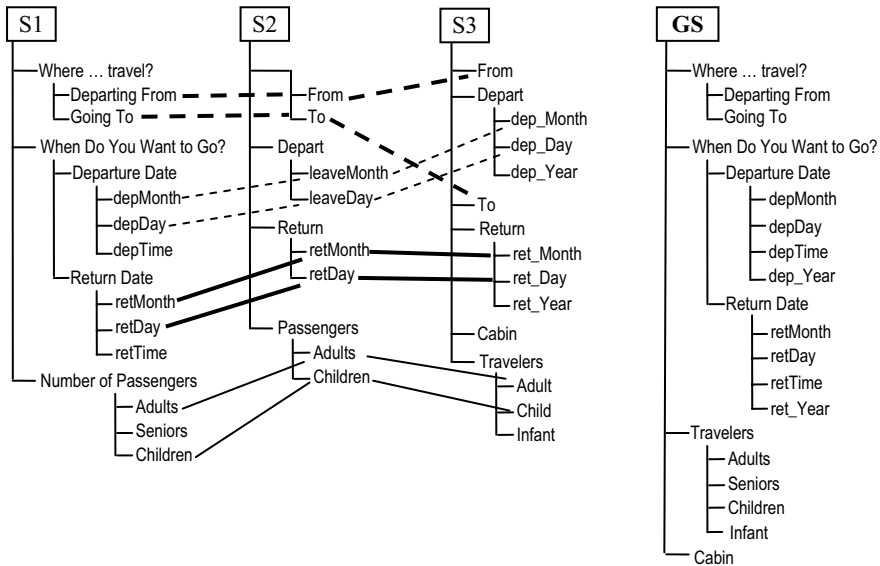 S1
Where … travel?
Departing From
Going To
When Do You Want to Go?
Departure Date
depMonth
depDay
depTime
Return Date
retMonth
retDay
retTime
Number of Passengers
Adults
Seniors
Children
S2
From
To
Depart
leaveMonth
leaveDay
Return
retMonth
retDay
Passengers
Adults
Children
S3
From
Depart
dep_Month
dep_Day
dep_Year
To
Return
ret_Month
ret_Day
ret_Year
Cabin
Travelers
Adult
Child
Infant
GS
Where … travel?
Departing From
Going To
When Do You Want to Go?
Departure Date
depMonth
depDay
depTime
dep_Year
Return Date
retMonth
retDay
retTime
ret_Year
Travelers
Adults
Seniors
Children
Infant
Cabin